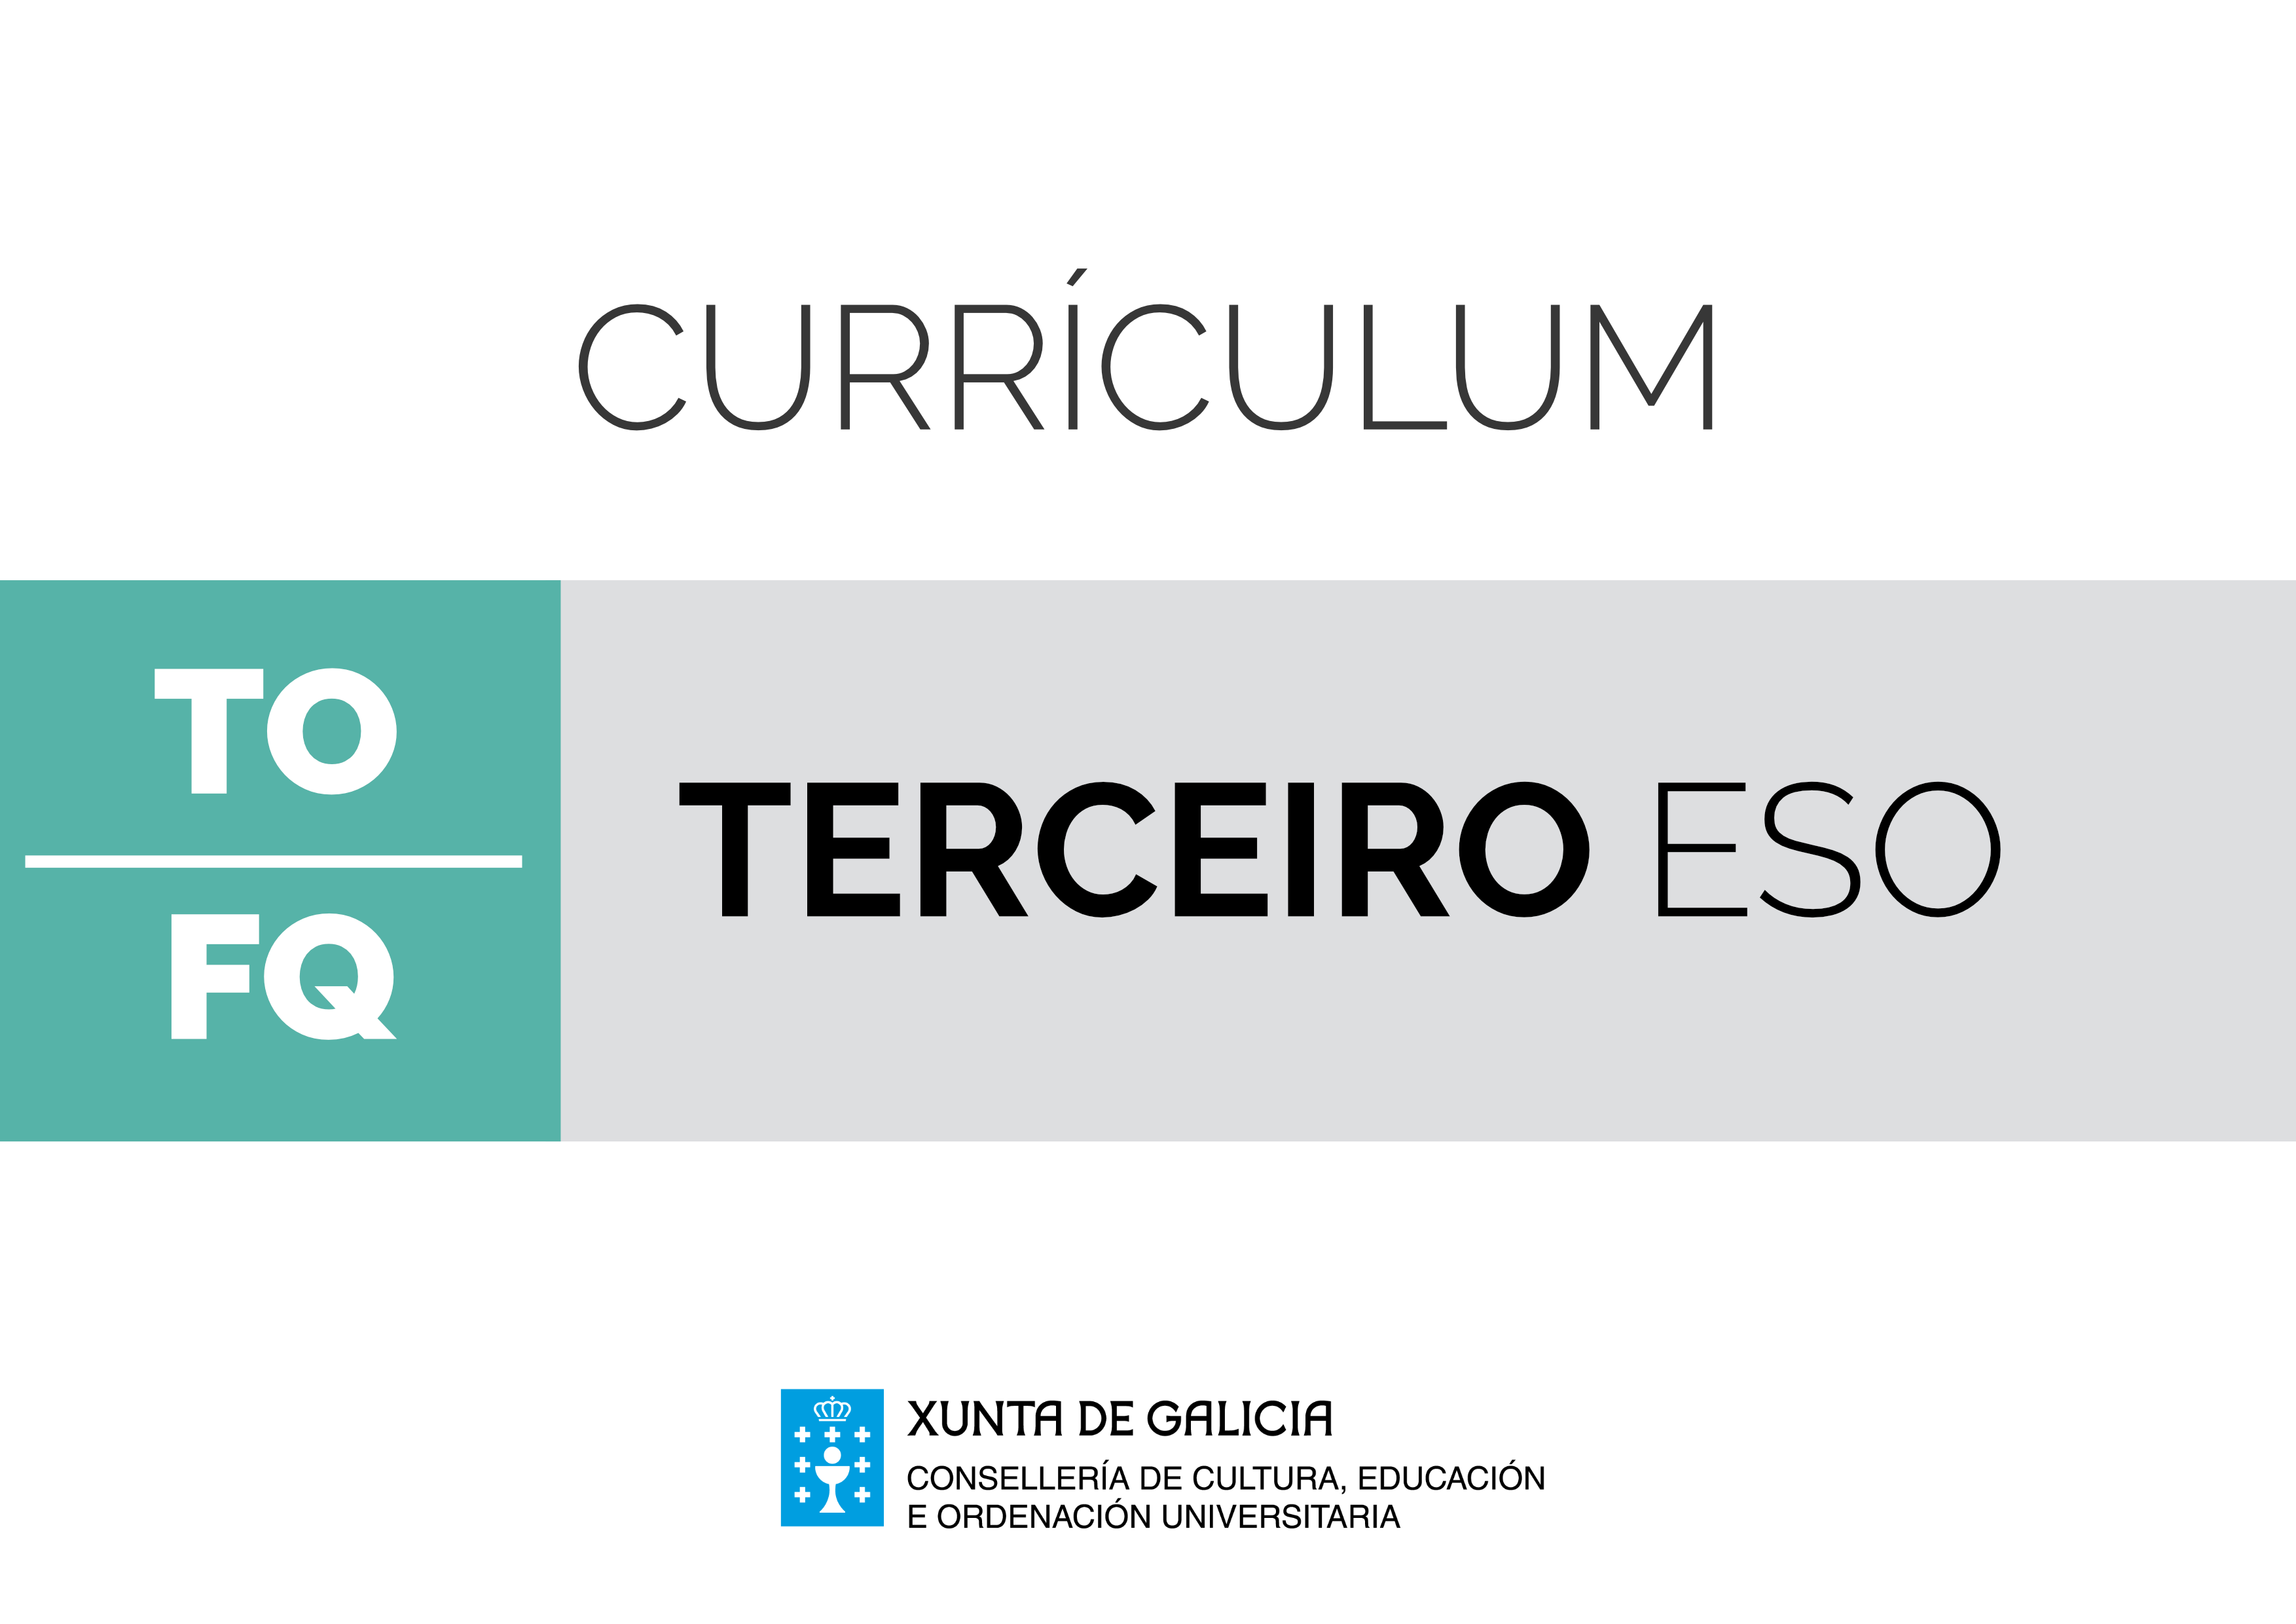 CURRÍCULUM
TO
FQ
TERCEIRO ESO
XUNTA DE GALICIA
CONSELLERÍA DE CULTURA, EDUCACIÓN
E ORDENACIÓN UNIVERSITARIA